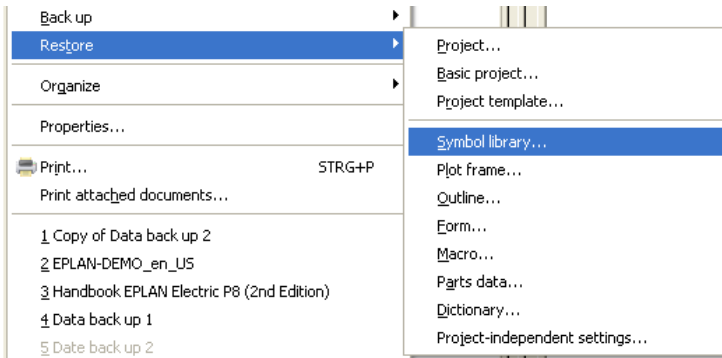 Back up
Restore
Organize
Properties...
Print... STRG+P
Print attached documents...
1 Copy of Data back up 2
2 EPLAN-DEMO_en_US
3 Handbook EPLAN Electric P8 (2nd Edition)
4 Data back up 1
5 Date back up 2
Project...
Basic project...
Project template...
Symbol library...
Plot frame...
Outline...
Form...
Macro...
Parts data...
Dictionary...
Project-independent settings...